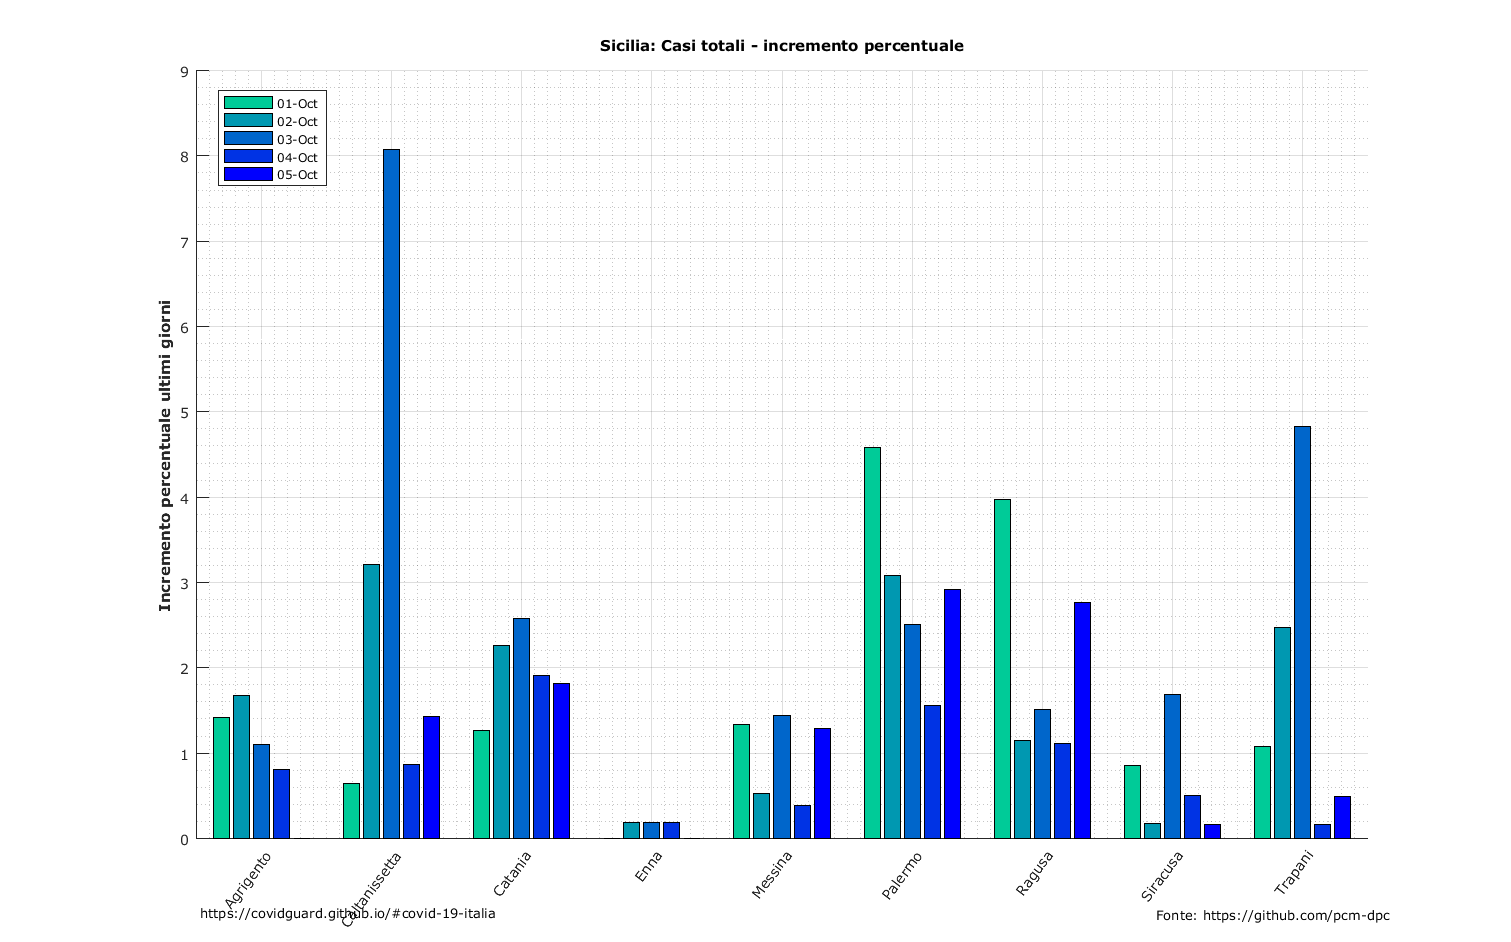 Sicilia: Casi totali - incremento percentuale
Incremento percentuale ultimi giorni
9
8
7
6
5
4
3
2
1
0
01-Oct
02-Oct
03-Oct
04-Oct
05-Oct
Agrigento
Caltanissetta
Catania
Enna
Messina
Palermo
Ragusa
Siracusa
Trapani
https://covidguard.github.io/#covid-19-italia
Fonte: https://github.com/pcm-dpc